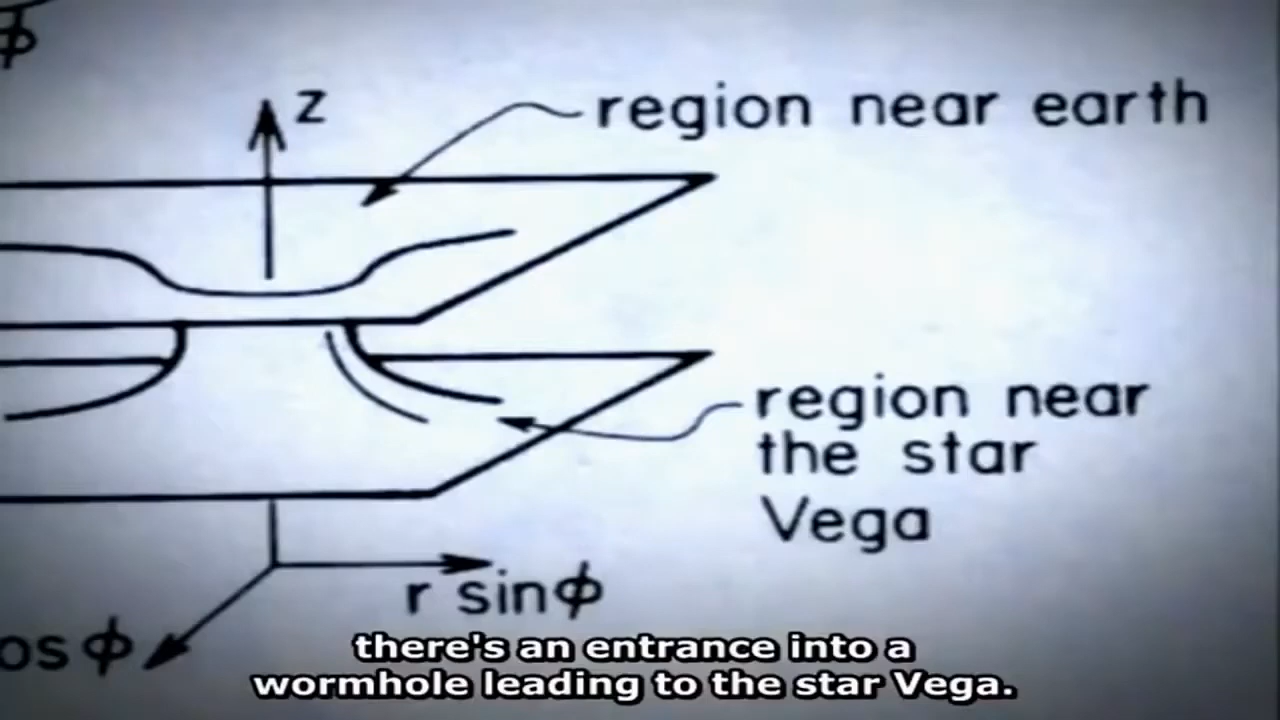 ϕ
z
region near earth
region near
the star
Vega
r sinϕ
os ϕ
there's an entrance into a
wormhole leading to the star Vega.